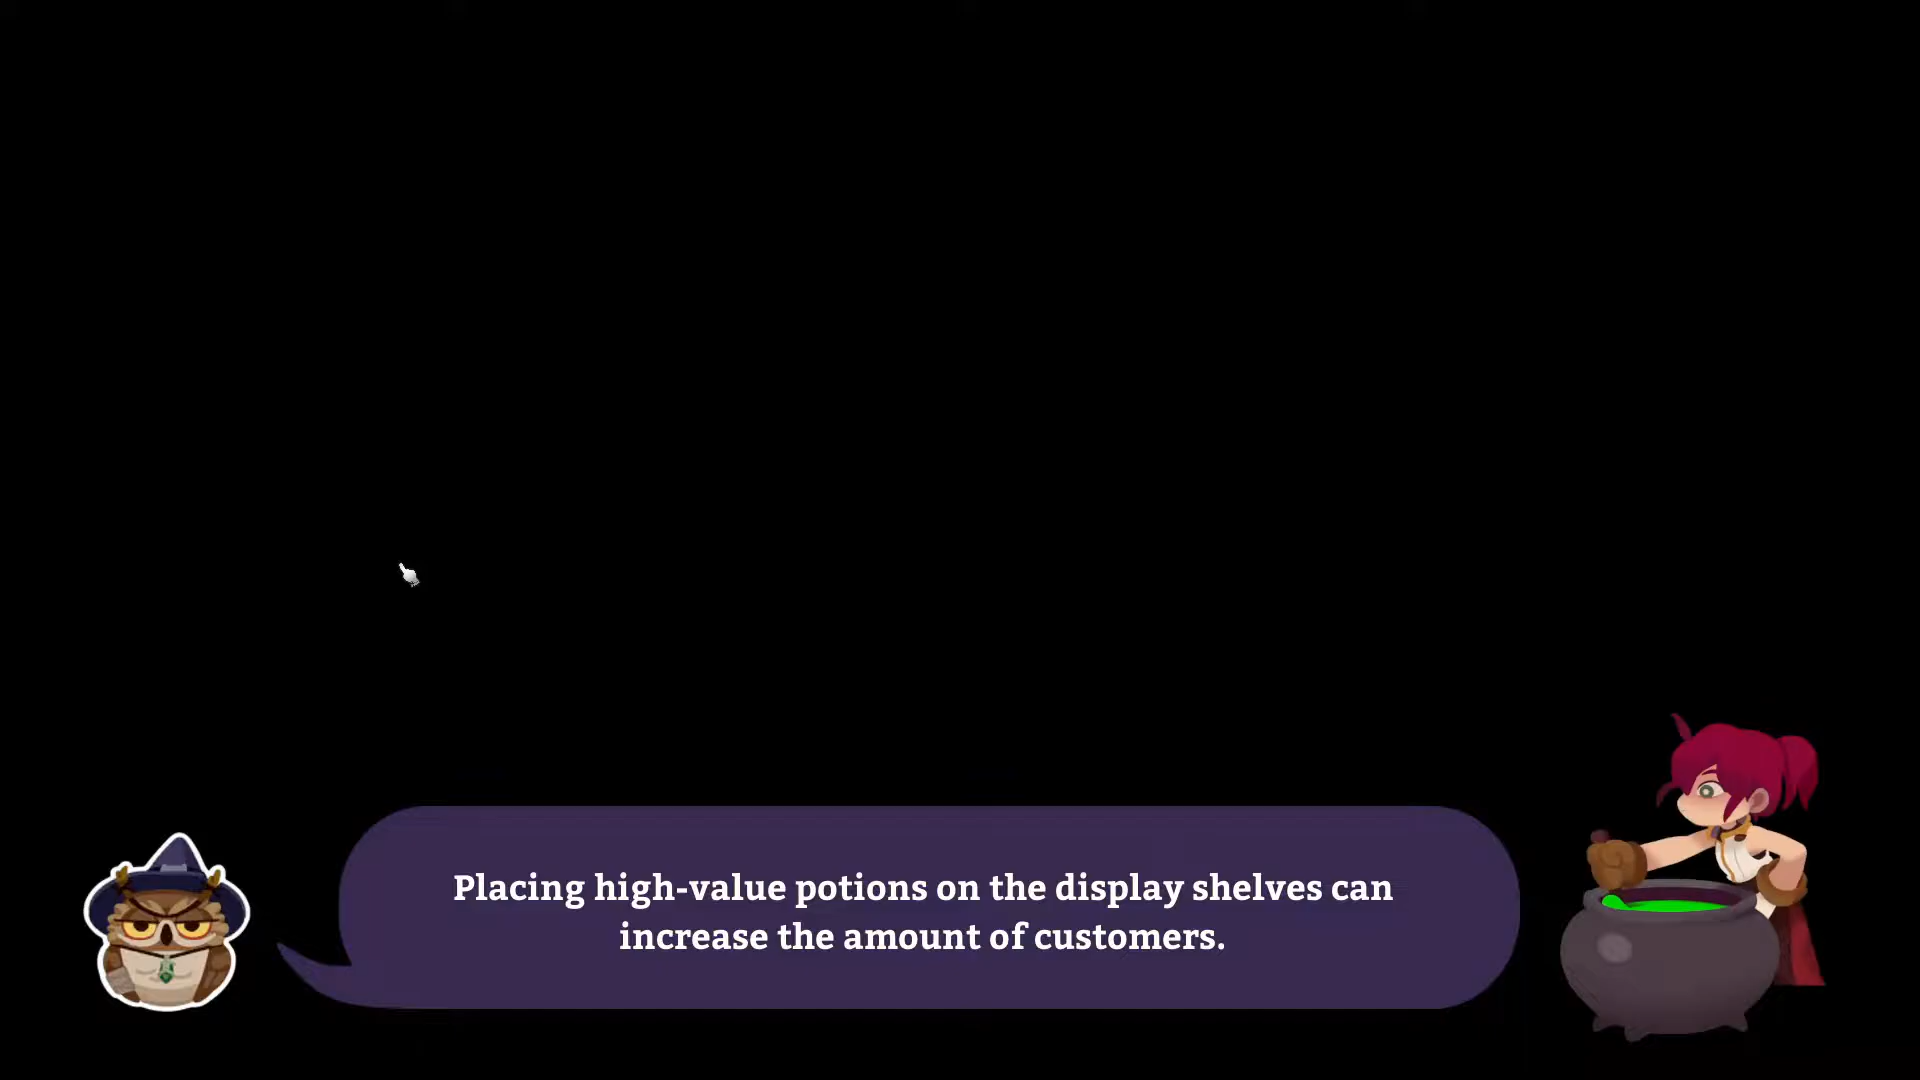 Placing high-value potions on the display shelves can
increase the amount of customers.